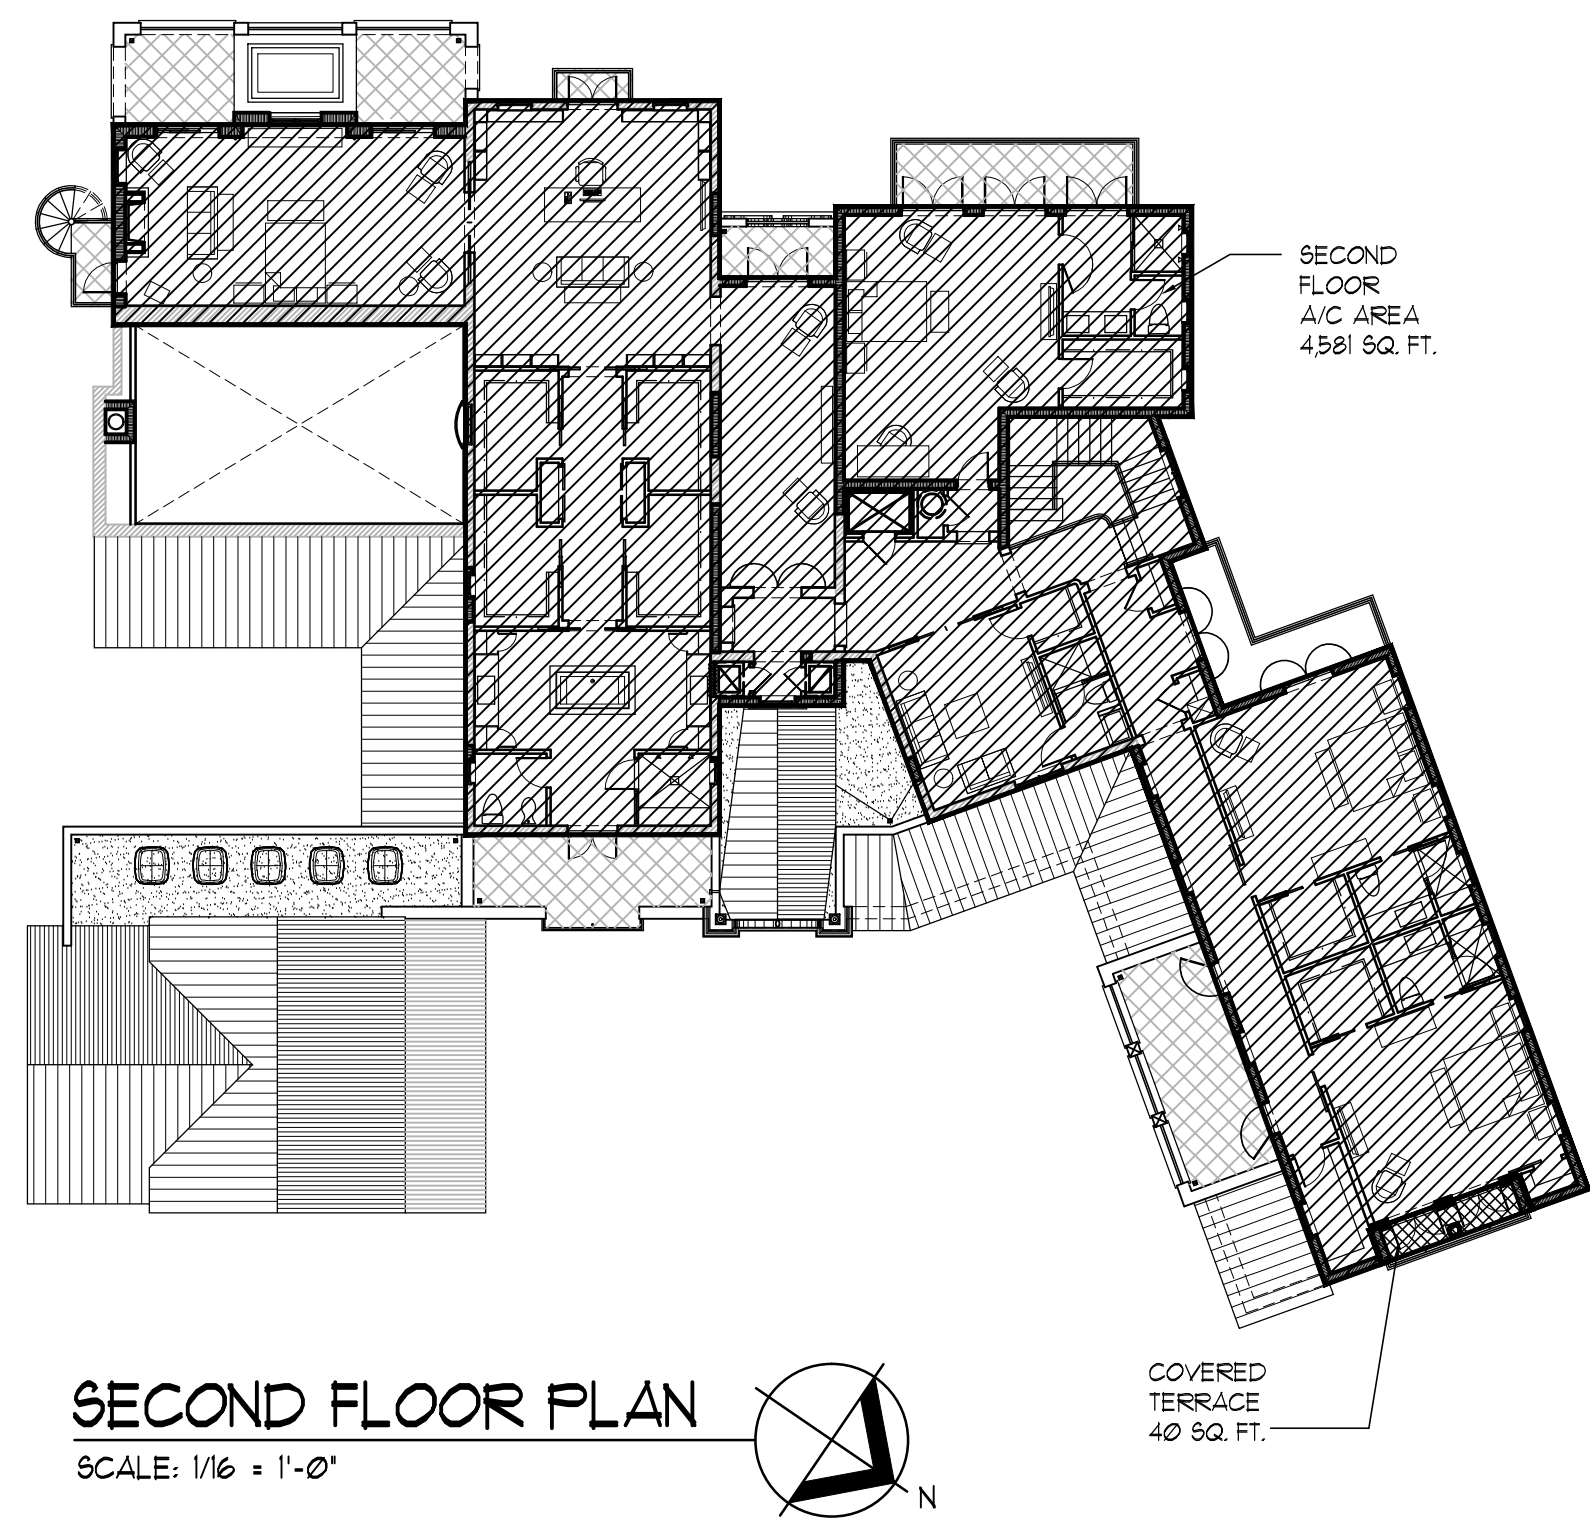 SECOND
FLOOR
A/C AREA
4,581 SQ. FT.
COVERED
TERRACE
40 SQ. FT.
SECOND FLOOR PLAN
SCALE: 1/16 = 1'-0"
N